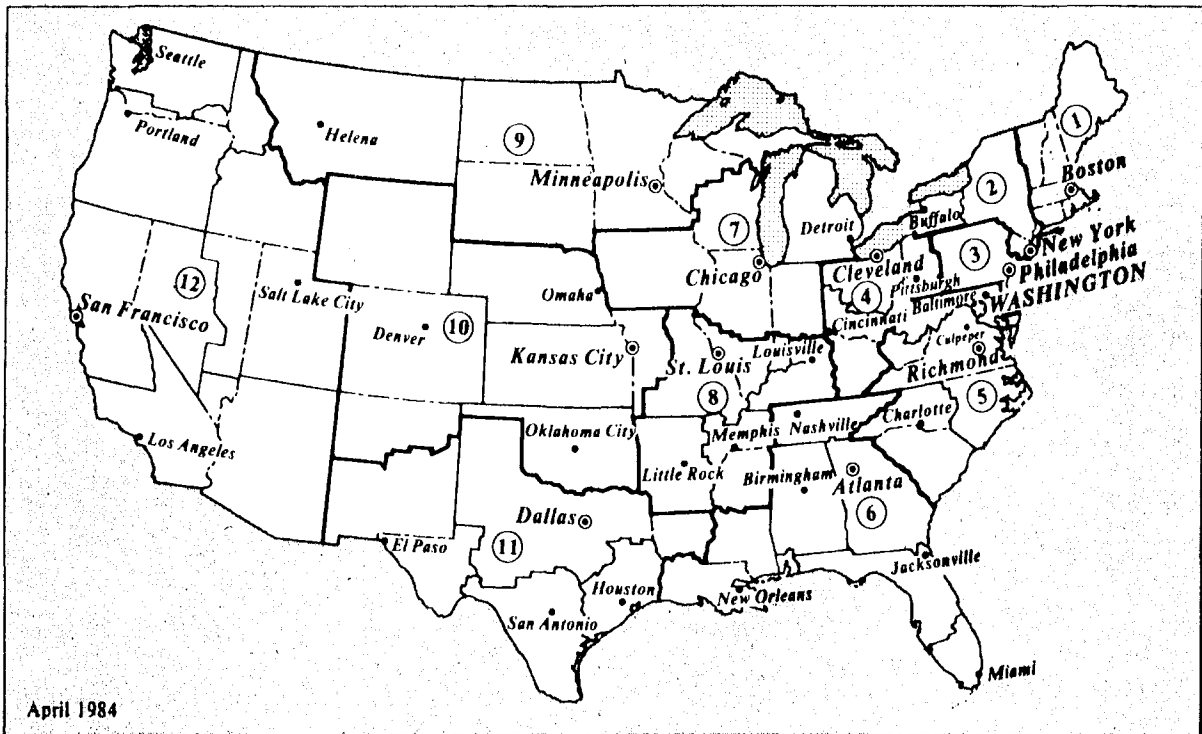 Seattle
Portland
Helena
9
Minneapolis
1
Boston
2
Buffalo
Detroit
7
Chicago
Cleveland
4
3
New York
Philadelphia
Pittsburgh
WASHINGTON
Baltimore
Cincinnati
Culpeper
Richmond
5
12
San Francisco
Salt Lake City
Omaha
Denver
10
Kansas City
St. Louis
Louisville
8
Los Angeles
Oklahoma City
Memphis
Nashville
Charlotte
Little Rock
Birmingham
Atlanta
6
Dallas
11
El Paso
Houston
San Antonio
New Orleans
Jacksonville
Miami
April 1984